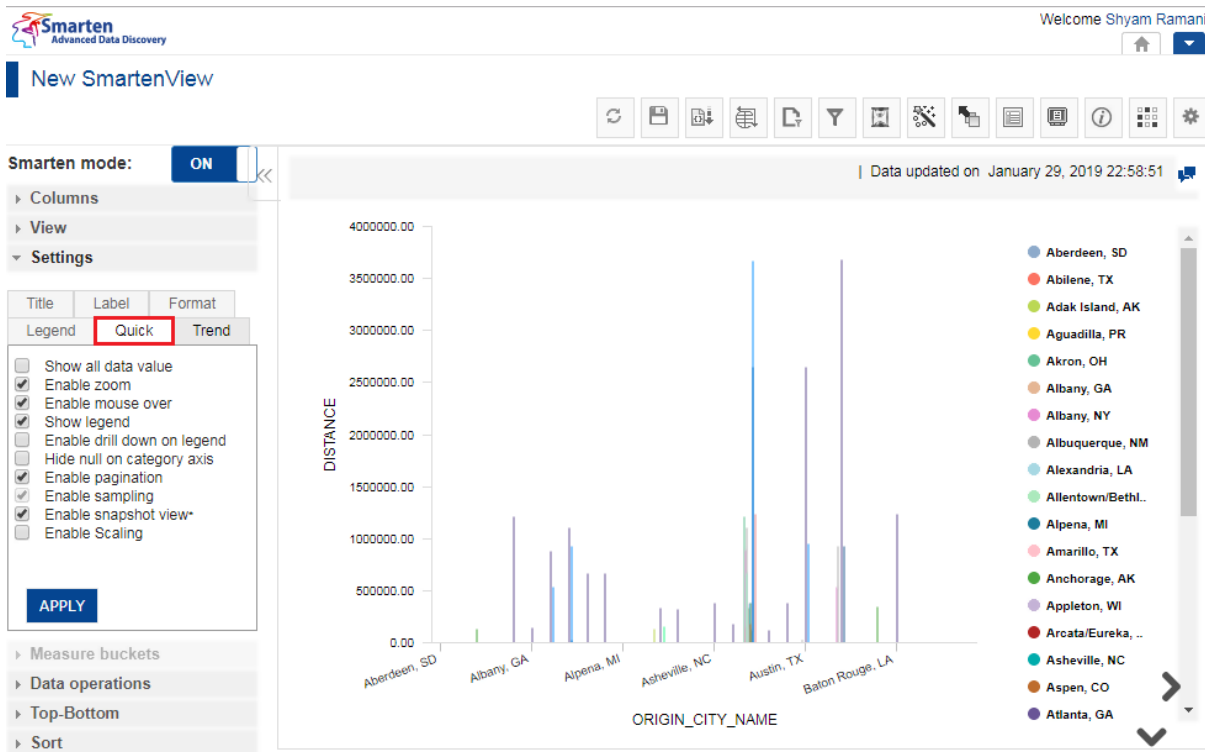 Smarten
Advanced Data Discovery
Welcome Shyam Ramani
New SmartenView
Smarten mode:
ON
Columns
View
Settings
Title Label Format
Legend Quick Trend
Show all data value
Enable zoom
Enable mouse over
Show legend
Enable drill down on legend
Hide null on category axis
Enable pagination
Enable sampling
Enable snapshot view*
Enable Scaling
APPLY
Measure buckets
Data operations
Top-Bottom
Sort
| Data updated on January 29, 2019 22:58:51
4000000.00
3500000.00
3000000.00
2500000.00
2000000.00
1500000.00
1000000.00
500000.00
0.00
DISTANCE
Aberdeen, SD
Albany, GA
Alpena, MI
Asheville, NC
Austin, TX
Baton Rouge, LA
ORIGIN_CITY_NAME
Aberdeen, SD
Abilene, TX
Adak Island, AK
Aguadilla, PR
Akron, OH
Albany, GA
Albany, NY
Albuquerque, NM
Alexandria, LA
Allentown/Bethl..
Alpena, MI
Amarillo, TX
Anchorage, AK
Appleton, WI
Arcata/Eureka, ..
Asheville, NC
Aspen, CO
Atlanta, GA